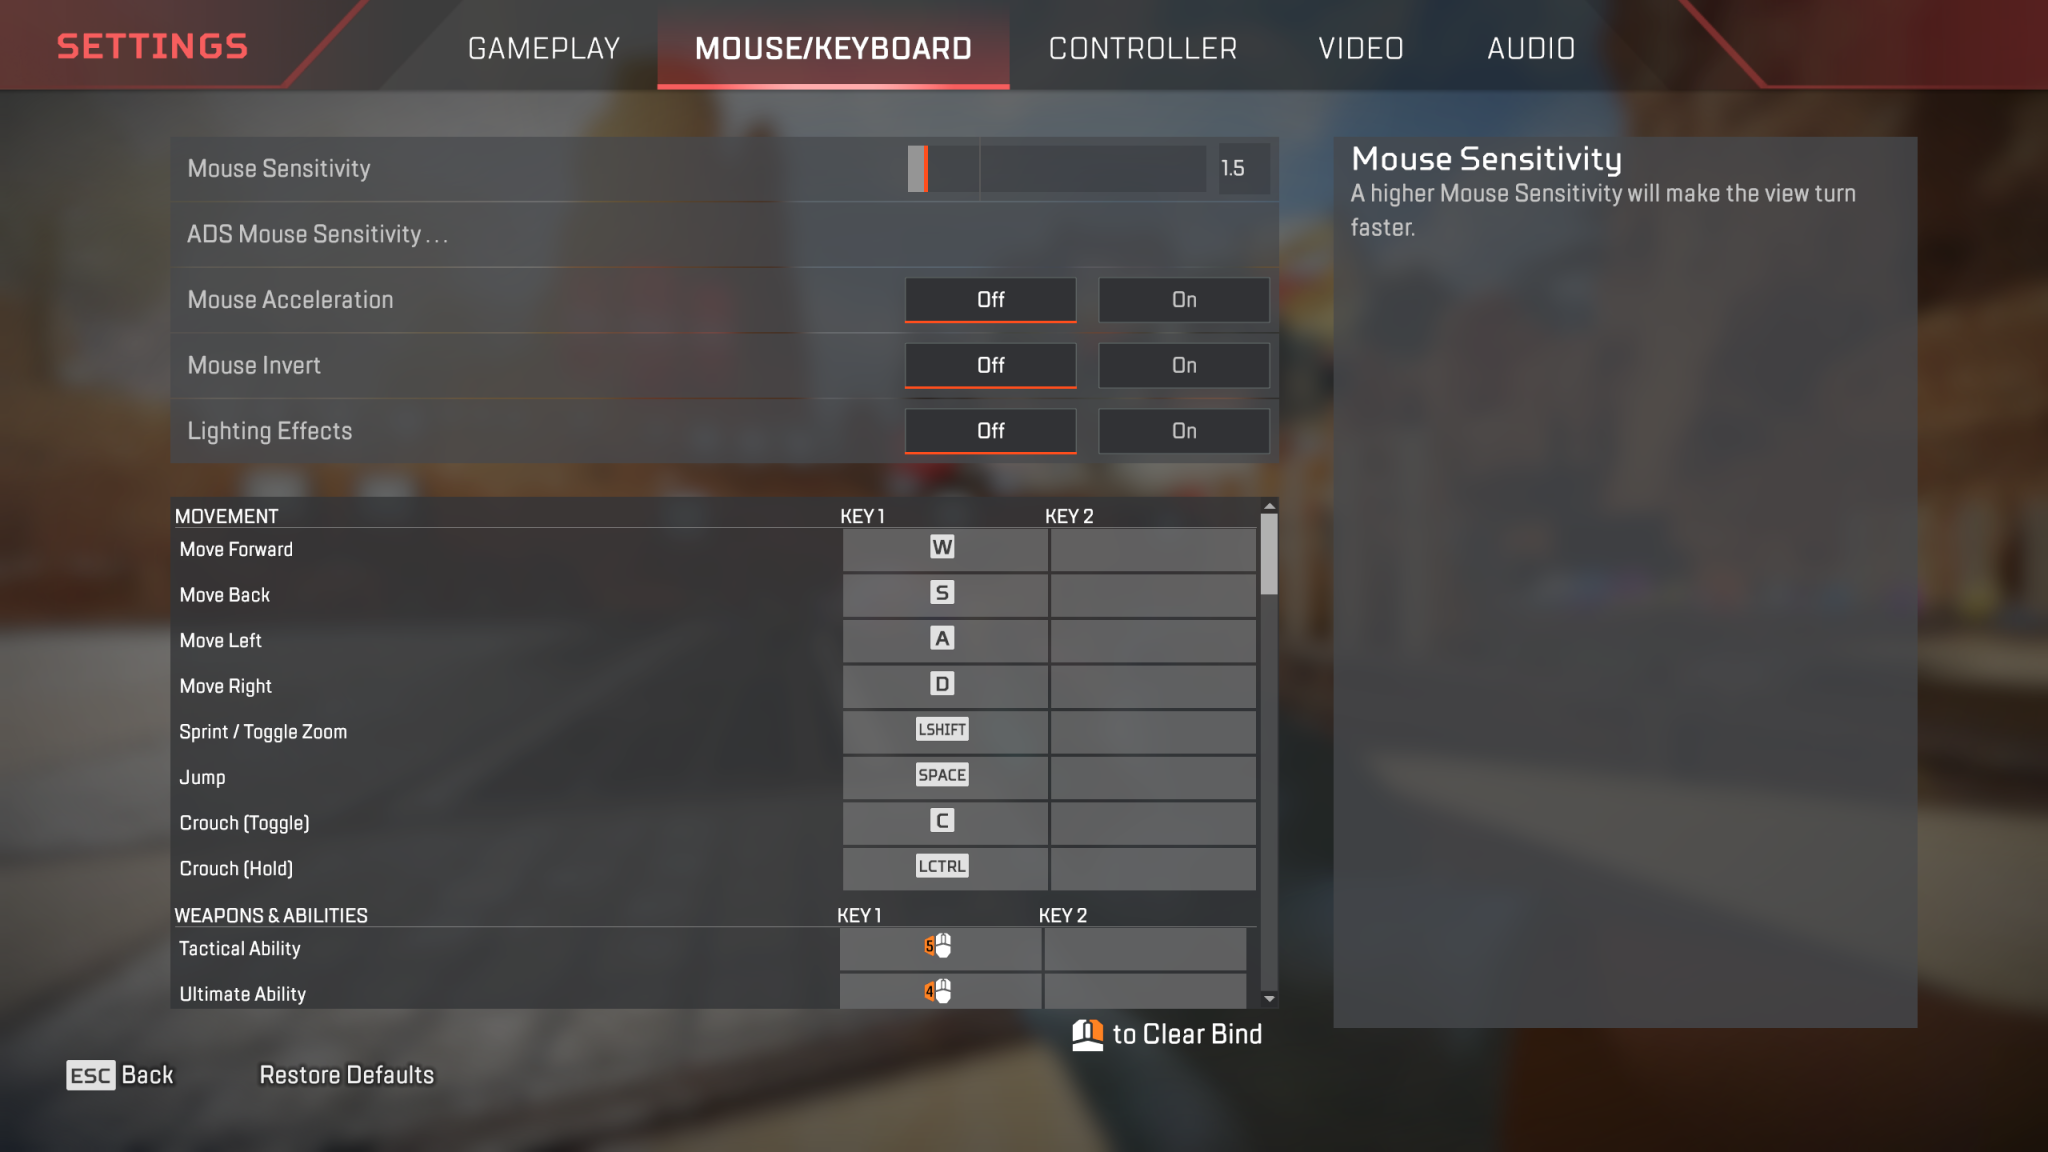 SETTINGS
GAMEPLAY
MOUSE/KEYBOARD
CONTROLLER
VIDEO
AUDIO
Mouse Sensitivity
1.5
ADS Mouse Sensitivity...
Mouse Acceleration
Off
On
Mouse Invert
Off
On
Lighting Effects
Off
On
Mouse Sensitivity
A higher Mouse Sensitivity will make the view turn
faster.
MOVEMENT
KEY 1
KEY 2
Move Forward
W
Move Back
S
Move Left
A
Move Right
D
Sprint / Toggle Zoom
LSHIFT
Jump
SPACE
Crouch (Toggle)
C
Crouch (Hold)
LCTRL
WEAPONS & ABILITIES
KEY 1
KEY 2
Tactical Ability
5
Ultimate Ability
4
to Clear Bind
ESC Back
Restore Defaults